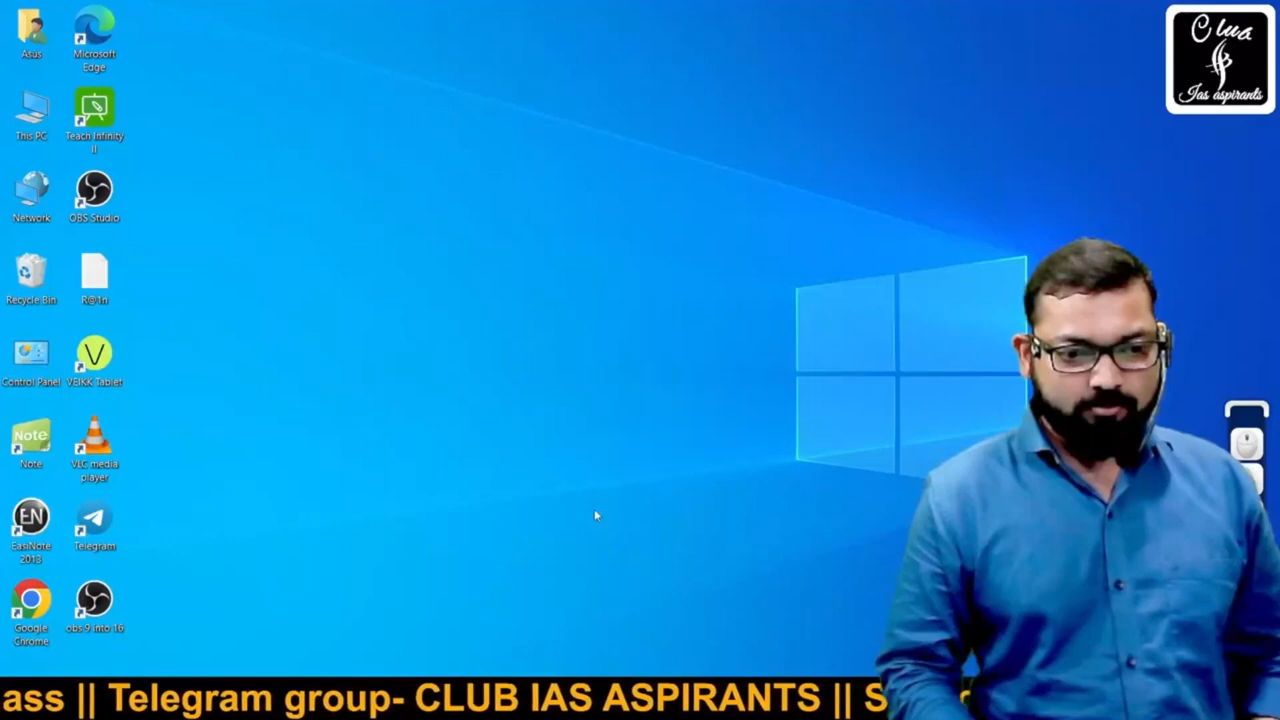 Asus
Microsoft
Edge
This PC
Teach Infinity
II
Network
OBS Studio
Recycle Bin
R@1n
Control Panel
VEIKK Tablet
V
Note
Note
VLC media
player
EN
EasiNote
2013
Telegram
Google
Chrome
obs 9 into 16
Clua
Ias aspirants
ass || Telegram group- CLUB IAS ASPIRANTS || S